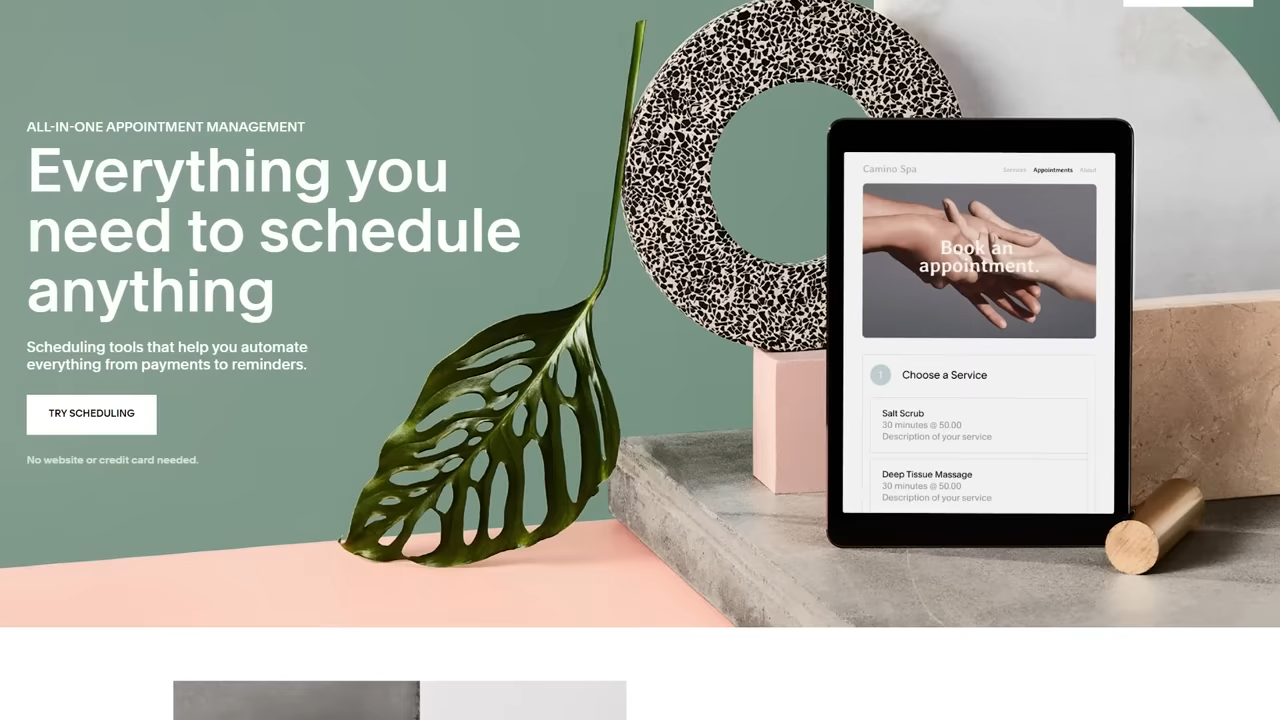 ALL-IN-ONE APPOINTMENT MANAGEMENT
Everything you
need to schedule
anything
Scheduling tools that help you automate
everything from payments to reminders.
TRY SCHEDULING
No website or credit card needed.
Camino Spa
Services Appointments About
Book an
appointment.
1 Choose a Service
Salt Scrub
30 minutes @ 50.00
Description of your service
Deep Tissue Massage
30 minutes @ 50.00
Description of your service